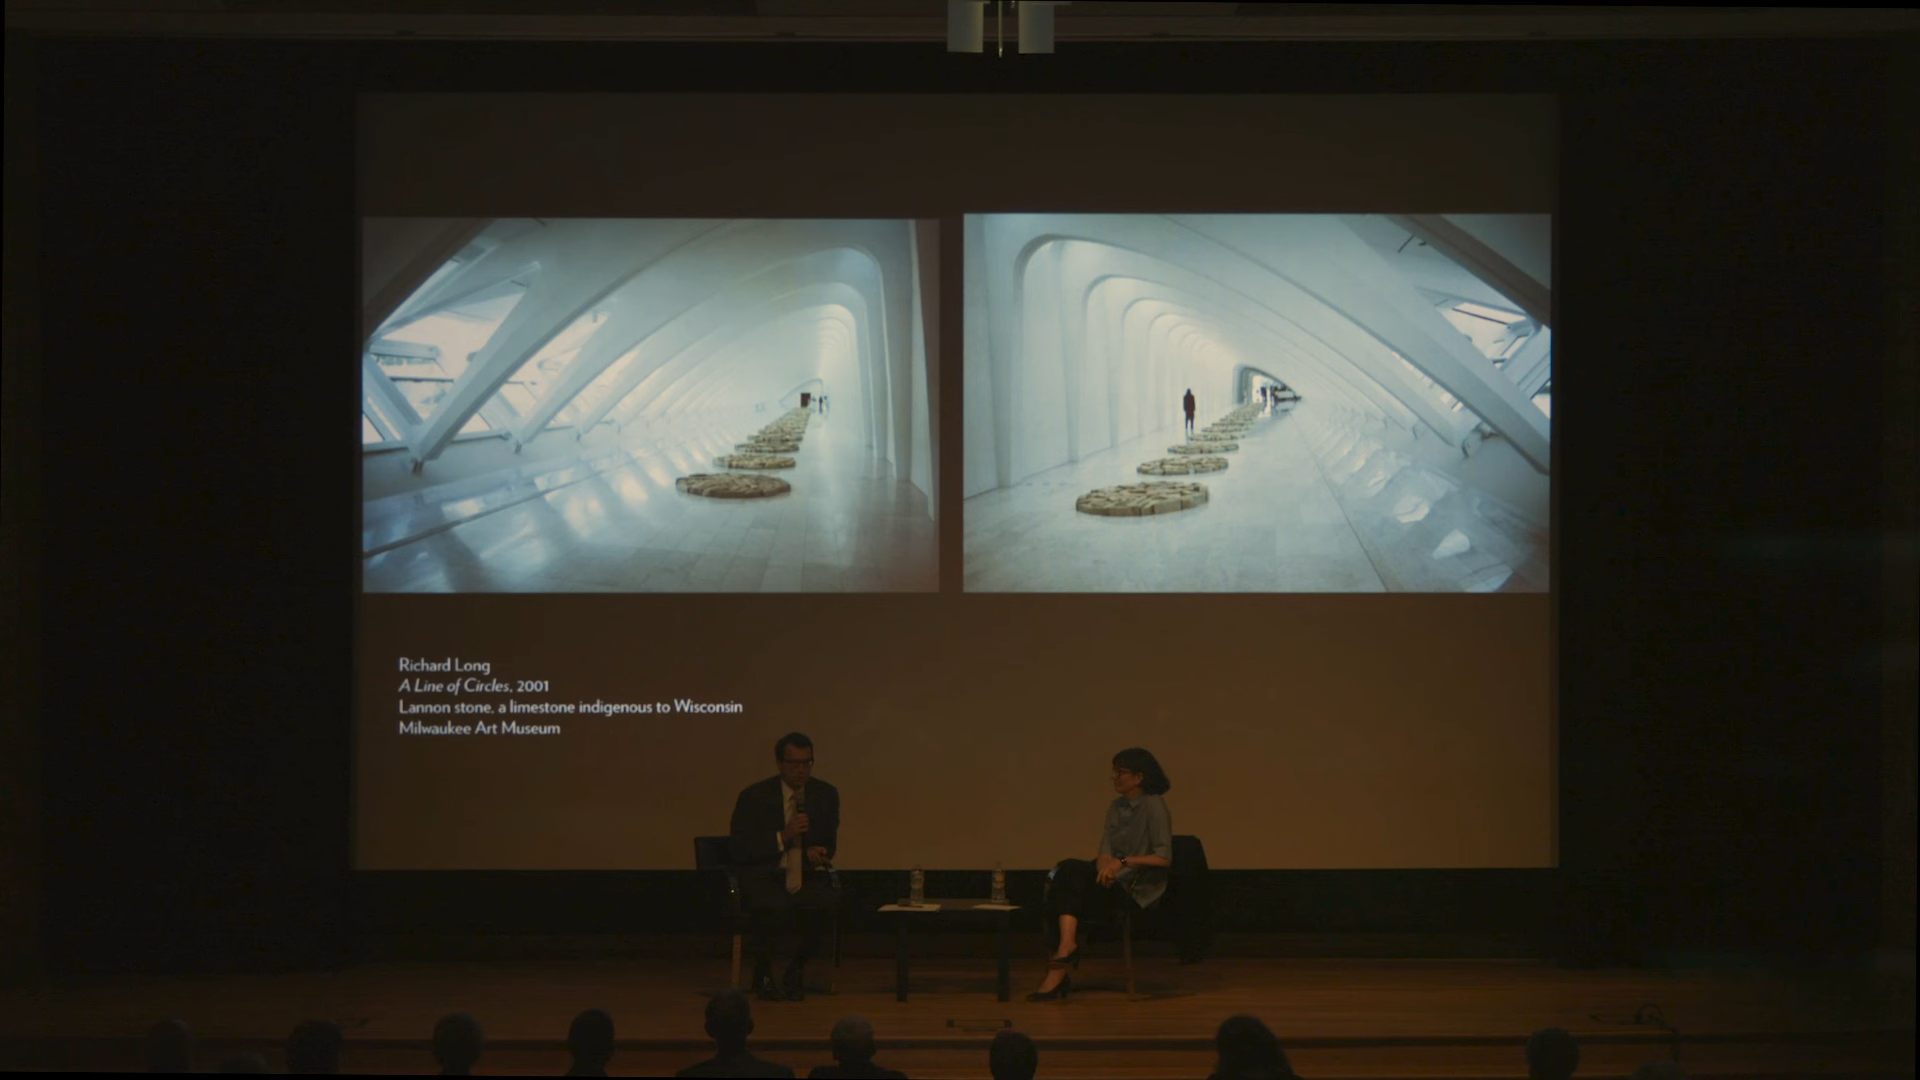 Richard Long
A Line of Circles, 2001
Lannon stone, a limestone indigenous to Wisconsin
Milwaukee Art Museum